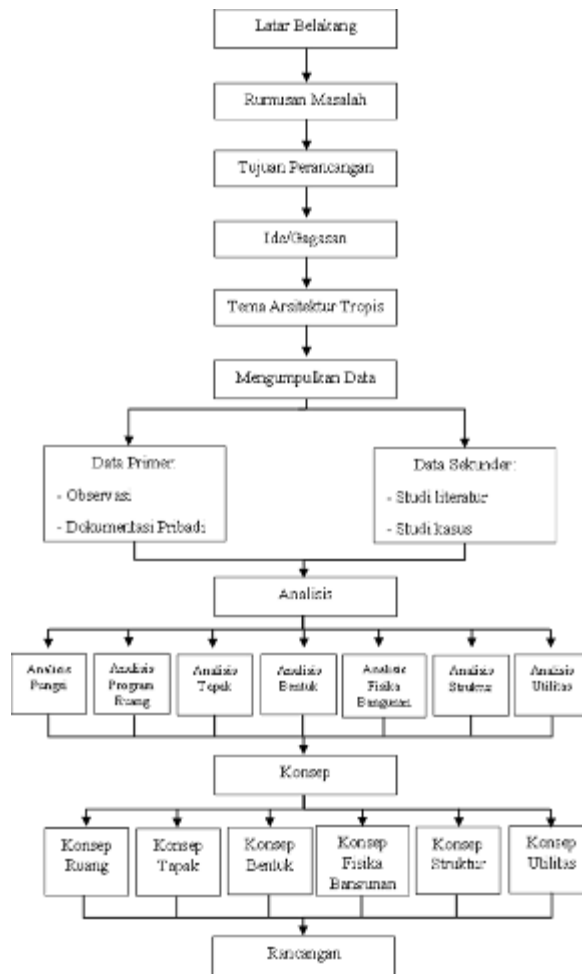 Latar Belakang
Rumusan Masalah
Tujuan Perancangan
Ide/Gagasan
Tema Arsitektur Tropis
Mengumpulkan Data
Data Primer:
- Observasi
- Dokumentasi Pribadi
Data Sekunder:
- Studi literatur
- Studi kasus
Analisis
Analisis
Fungsi
Analisis
Program
Ruang
Analisis
Tapak
Analisis
Bentuk
Analisis
Fisika
Bangunan
Analisis
Struktur
Analisis
Utilitas
Konsep
Konsep
Ruang
Konsep
Tapak
Konsep
Bentuk
Konsep
Fisika
Bangunan
Konsep
Struktur
Konsep
Utilitas
Rancangan